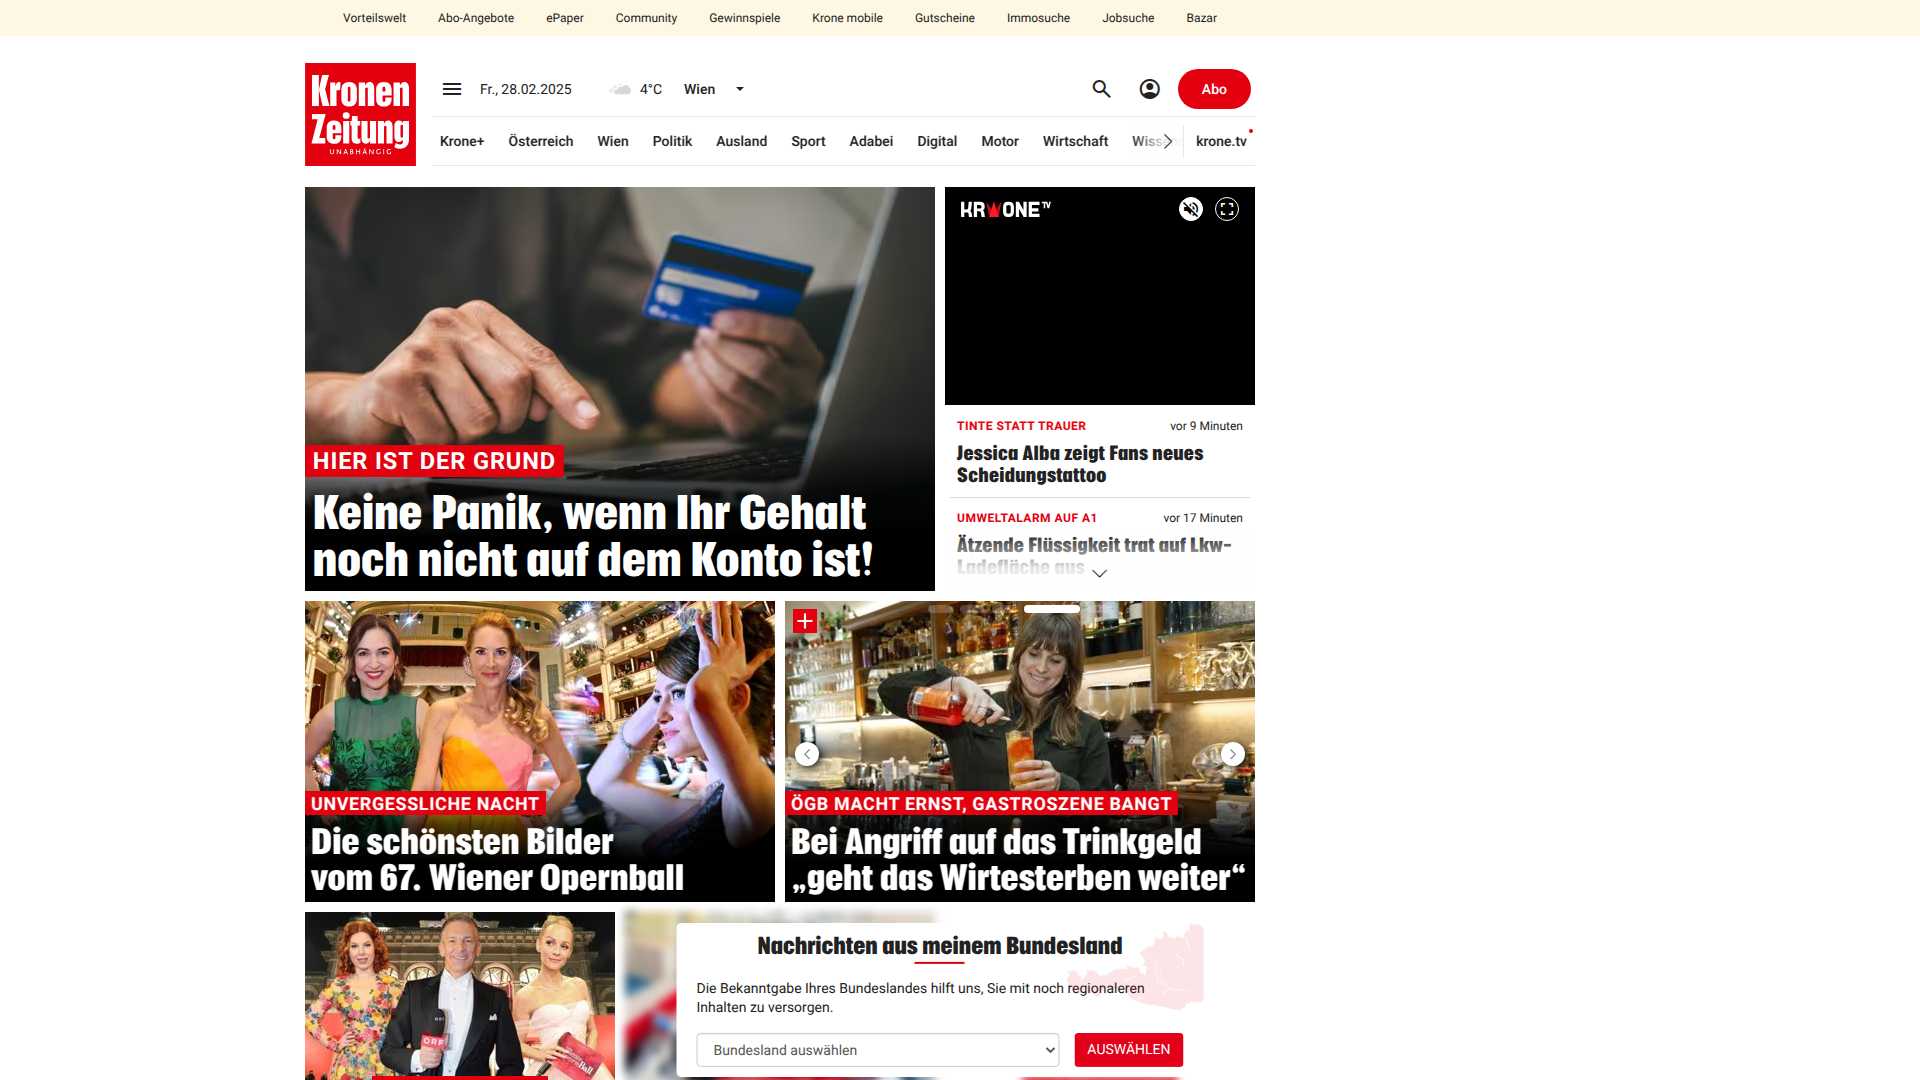 Vorteilswelt Abo-Angebote ePaper Community Gewinnspiele Krone mobile Gutscheine Immosuche Jobsuche Bazar
Kronen
Zeitung
UNABHÄNGIG
Fr., 28.02.2025 4°C Wien Abo
Krone+ Österreich Wien Politik Ausland Sport Adabei Digital Motor Wirtschaft krone.tv
HIER IST DER GRUND
Keine Panik, wenn Ihr Gehalt
noch nicht auf dem Konto ist!
KRONE TV
TINTE STATT TRAUER vor 9 Minuten
Jessica Alba zeigt Fans neues
Scheidungstattoo
UMWELTALARM AUF A1 vor 17 Minuten
Ätzende Flüssigkeit trat auf Lkw-
Ladefläche aus
UNVERGESSLICHE NACHT
Die schönsten Bilder
vom 67. Wiener Opernball
ÖGB MACHT ERNST, GASTROSZENE BANGT
Bei Angriff auf das Trinkgeld
„geht das Wirtesterben weiter“
ORF
Nachrichten aus meinem Bundesland
Die Bekanntgabe Ihres Bundeslandes hilft uns, Sie mit noch regionaleren
Inhalten zu versorgen.
Bundesland auswählen AUSWÄHLEN